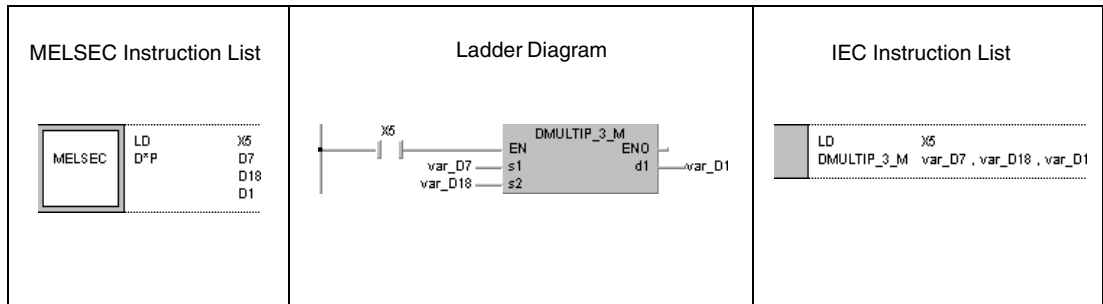 MELSEC Instruction List
MELSEC
LD X5
D*P D7
D18
D1
Ladder Diagram
X5
DMULTIP_3_M
EN ENO
var_D7 s1 d1 var_D1
var_D18 s2
IEC Instruction List
LD X5
DMULTIP_3_M var_D7 , var_D18 , var_D1